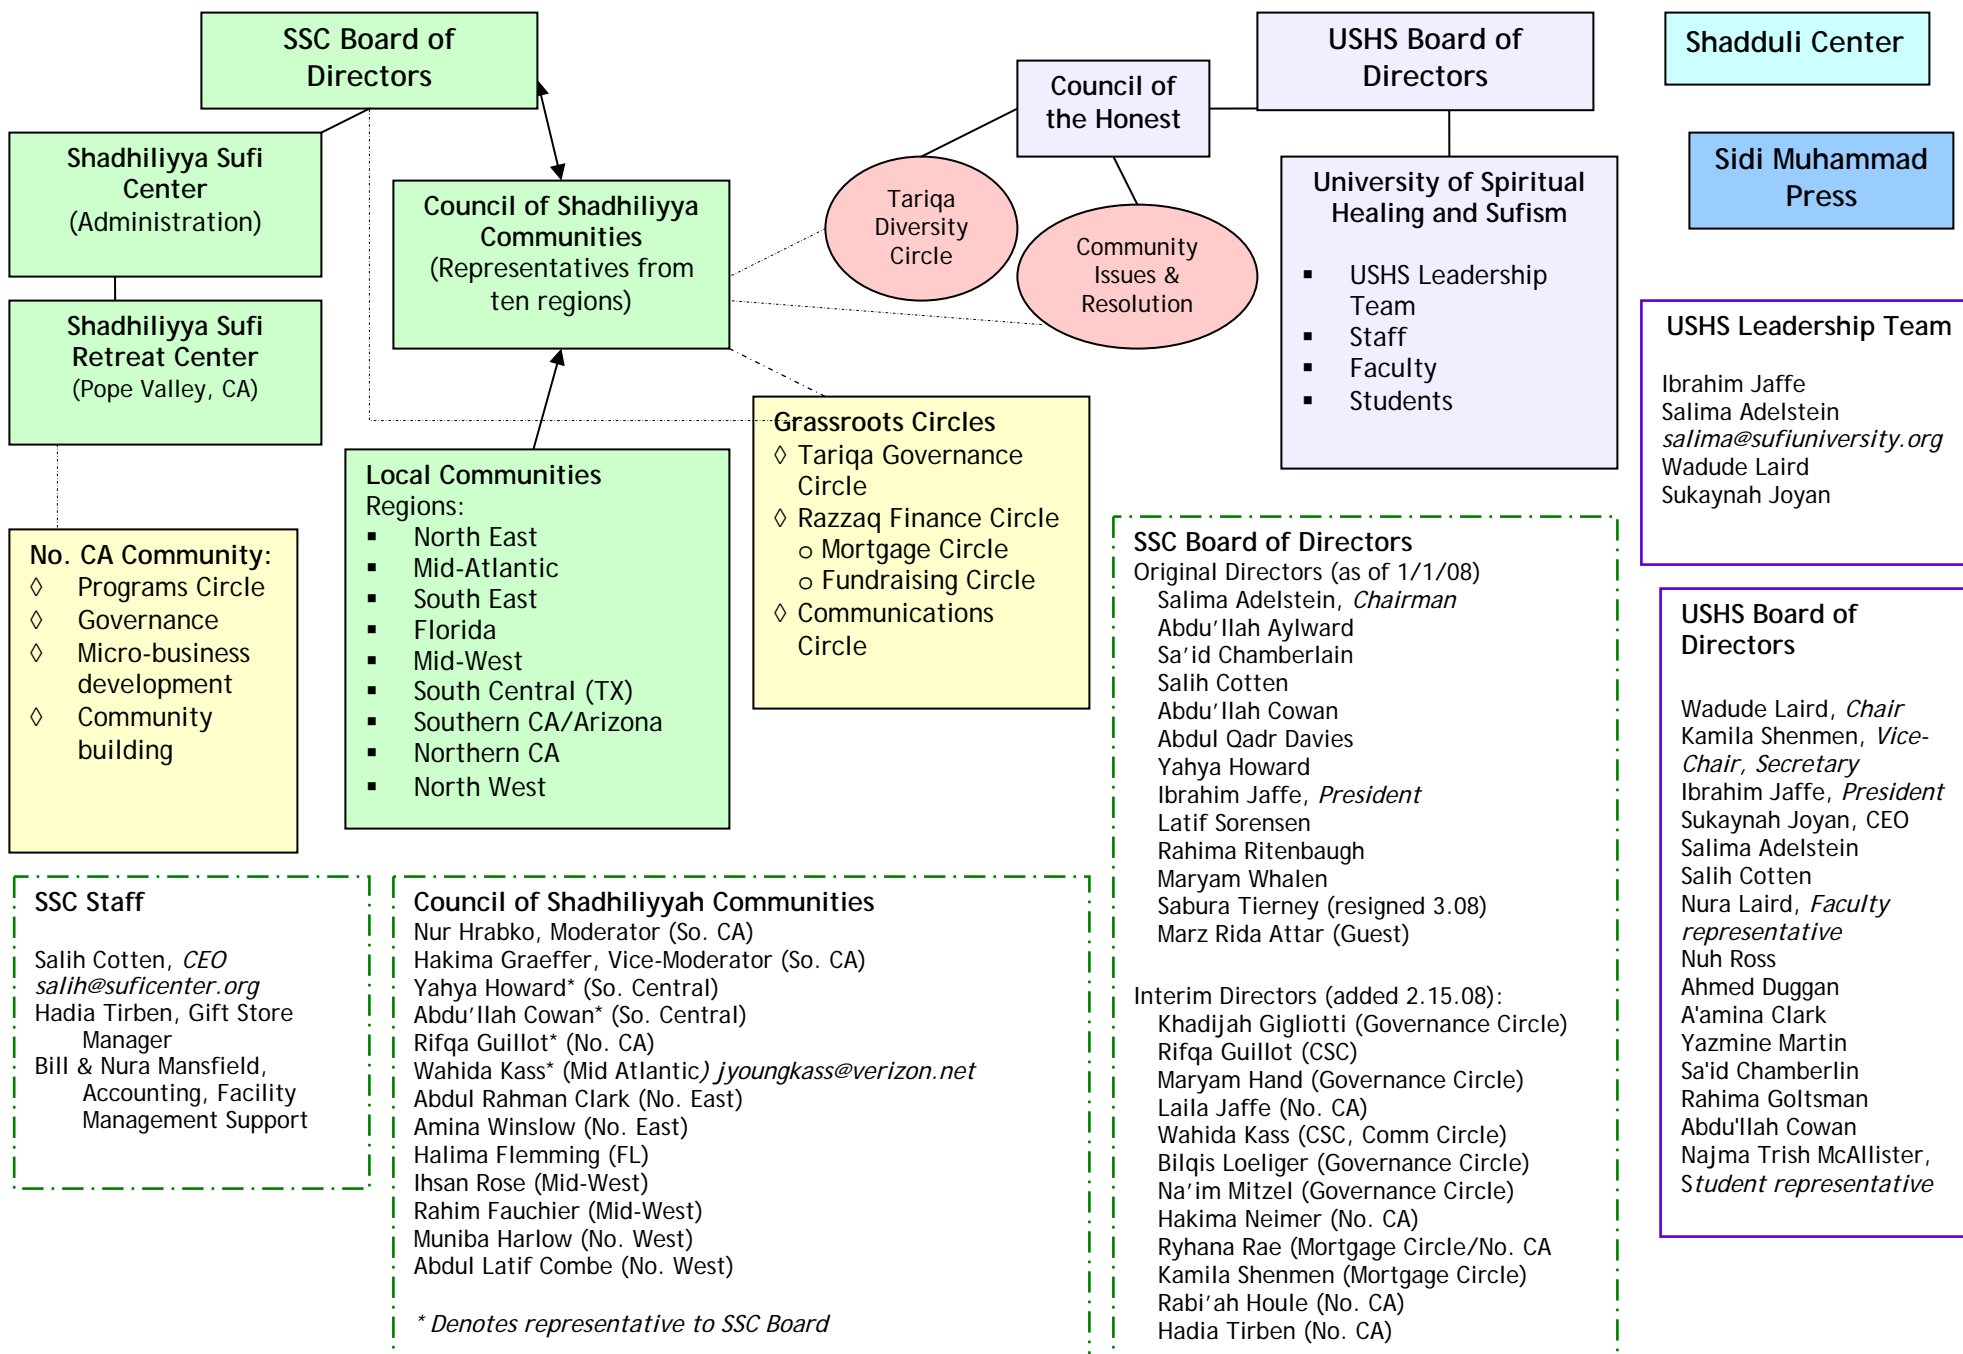 SSC Board of
Directors
USHS Board of
Directors
Shadduli Center
Council of
the Honest
Shadhiliyya Sufi
Center
(Administration)
Sidi Muhammad
Press
Council of Shadhiliyya
Communities
(Representatives from
ten regions)
Tariqa
Diversity
Circle
Community
Issues &
Resolution
University of Spiritual
Healing and Sufism
▪ USHS Leadership
Team
▪ Staff
▪ Faculty
▪ Students
Shadhiliyya Sufi
Retreat Center
(Pope Valley, CA)
USHS Leadership Team
Ibrahim Jaffe
Salima Adelstein
salima@sufiuniversity.org
Wadude Laird
Sukaynah Joyan
Grassroots Circles
◊ Tariqa Governance
Circle
◊ Razzaq Finance Circle
o Mortgage Circle
o Fundraising Circle
◊ Communications
Circle
Local Communities
Regions:
▪ North East
▪ Mid-Atlantic
▪ South East
▪ Florida
▪ Mid-West
▪ South Central (TX)
▪ Southern CA/Arizona
▪ Northern CA
▪ North West
No. CA Community:
◊ Programs Circle
◊ Governance
◊ Micro-business
development
◊ Community
building
SSC Board of Directors
Original Directors (as of 1/1/08)
Salima Adelstein, Chairman
Abdu’llah Aylward
Sa’id Chamberlain
Salih Cotten
Abdu’llah Cowan
Abdul Qadr Davies
Yahya Howard
Ibrahim Jaffe, President
Latif Sorensen
Rahima Ritenbaugh
Maryam Whalen
Sabura Tierney (resigned 3.08)
Marz Rida Attar (Guest)
Interim Directors (added 2.15.08):
Khadijah Gigliotti (Governance Circle)
Rifqa Guillot (CSC)
Maryam Hand (Governance Circle)
Laila Jaffe (No. CA)
Wahida Kass (CSC, Comm Circle)
Bilqis Loeliger (Governance Circle)
Na’im Mitzel (Governance Circle)
Hakima Neimer (No. CA)
Ryhana Rae (Mortgage Circle/No. CA
Kamila Shenmen (Mortgage Circle)
Rabi’ah Houle (No. CA)
Hadia Tirben (No. CA)
USHS Board of
Directors
Wadude Laird, Chair
Kamila Shenmen, Vice-
Chair, Secretary
Ibrahim Jaffe, President
Sukaynah Joyan, CEO
Salima Adelstein
Salih Cotten
Nura Laird, Faculty
representative
Nuh Ross
Ahmed Duggan
A'amina Clark
Yazmine Martin
Sa'id Chamberlin
Rahima Goltsman
Abdu'llah Cowan
Najma Trish McAllister,
Student representative
SSC Staff
Salih Cotten, CEO
salih@suficenter.org
Hadia Tirben, Gift Store
Manager
Bill & Nura Mansfield,
Accounting, Facility
Management Support
Council of Shadhiliyyah Communities
Nur Hrabko, Moderator (So. CA)
Hakima Graeffer, Vice-Moderator (So. CA)
Yahya Howard* (So. Central)
Abdu’llah Cowan* (So. Central)
Rifqa Guillot* (No. CA)
Wahida Kass* (Mid Atlantic) jyoungkass@verizon.net
Abdul Rahman Clark (No. East)
Amina Winslow (No. East)
Halima Flemming (FL)
Ihsan Rose (Mid-West)
Rahim Fauchier (Mid-West)
Muniba Harlow (No. West)
Abdul Latif Combe (No. West)
* Denotes representative to SSC Board